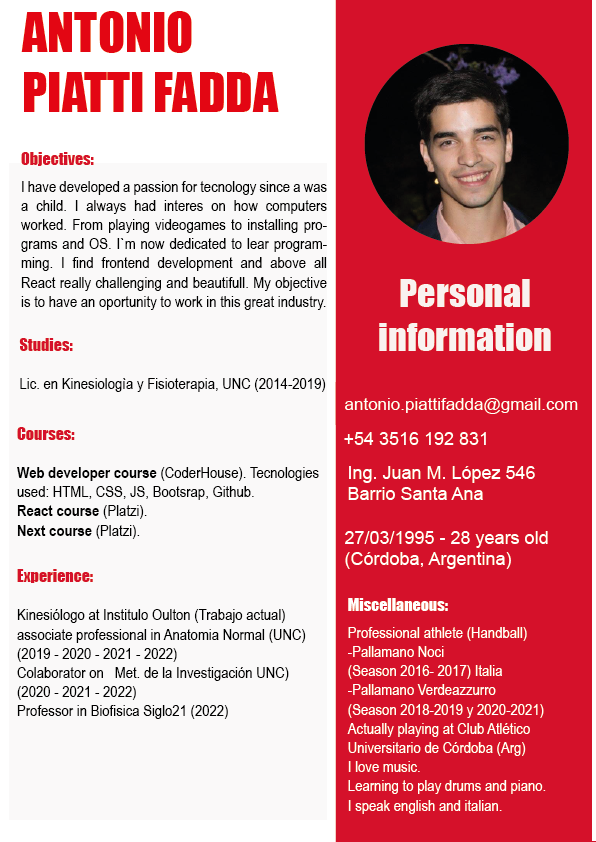 ANTONIO
PIATTI FADDA
Objectives:
I have developed a passion for tecnology since a was
a child. I always had interes on how computers
worked. From playing videogames to installing pro-
grams and OS. I`m now dedicated to lear program-
ming. I find frontend development and above all
React really challenging and beautifull. My objective
is to have an oportunity to work in this great industry.
Studies:
Lic. en Kinesiologìa y Fisioterapia, UNC (2014-2019)
Courses:
Web developer course (CoderHouse). Tecnologies
used: HTML, CSS, JS, Bootsrap, Github.
React course (Platzi).
Next course (Platzi).
Experience:
Kinesiólogo at Institulo Oulton (Trabajo actual)
associate professional in Anatomia Normal (UNC)
(2019 - 2020 - 2021 - 2022)
Colaborator on Met. de la Investigación UNC)
(2020 - 2021 - 2022)
Professor in Biofisica Siglo21 (2022)
Personal
information
antonio.piattifadda@gmail.com
+54 3516 192 831
Ing. Juan M. López 546
Barrio Santa Ana
27/03/1995 - 28 years old
(Córdoba, Argentina)
Miscellaneous:
Professional athlete (Handball)
-Pallamano Noci
(Season 2016- 2017) Italia
-Pallamano Verdeazzurro
(Season 2018-2019 y 2020-2021)
Actually playing at Club Atlético
Universitario de Córdoba (Arg)
I love music.
Learning to play drums and piano.
I speak english and italian.